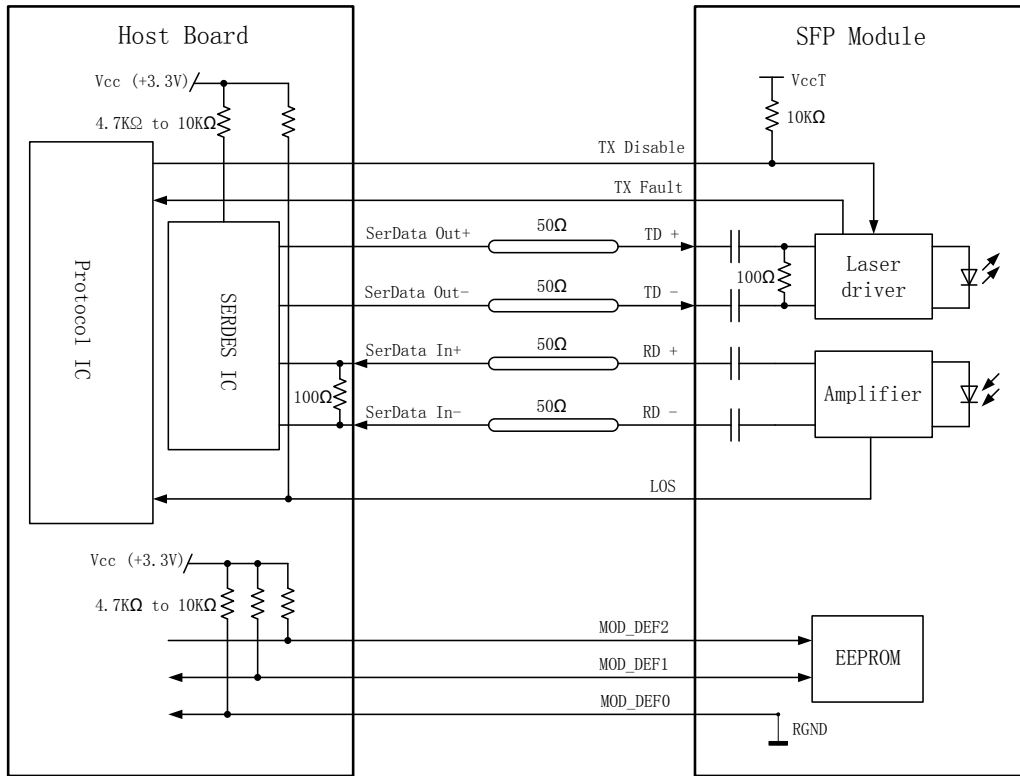 Host Board
SFP Module
Vcc (+3.3V)
VccT
4.7KΩ to 10KΩ
10KΩ
TX Disable
TX Fault
SerData Out+
50Ω
TD +
SerData Out-
50Ω
TD -
100Ω
Laser
driver
Protocol IC
SERDES IC
SerData In+
50Ω
RD +
100Ω
SerData In-
50Ω
RD -
Amplifier
LOS
Vcc (+3.3V)
4.7KΩ to 10KΩ
MOD_DEF2
MOD_DEF1
MOD_DEF0
EEPROM
RGND